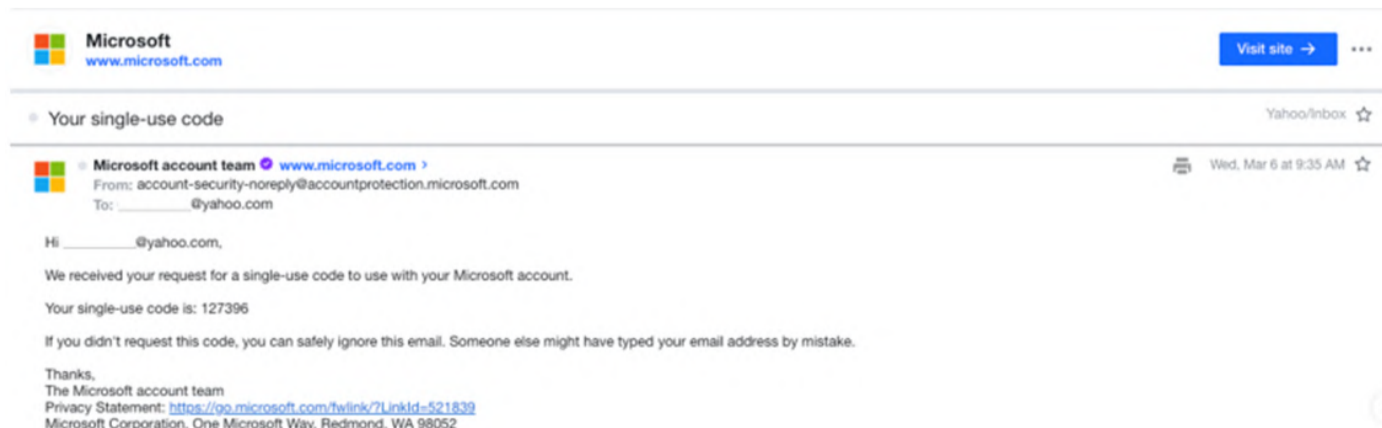 Microsoft
www.microsoft.com
Visit site →
Your single-use code
Yahoo/Inbox
Microsoft account team www.microsoft.com >
Wed, Mar 6 at 9:35 AM
From: account-security-noreply@accountprotection.microsoft.com
To: _________@yahoo.com
Hi _________@yahoo.com,
We received your request for a single-use code to use with your Microsoft account.
Your single-use code is: 127396
If you didn't request this code, you can safely ignore this email. Someone else might have typed your email address by mistake.
Thanks,
The Microsoft account team
Privacy Statement: https://go.microsoft.com/fwlink/?LinkId=521839
Microsoft Corporation, One Microsoft Way, Redmond, WA 98052